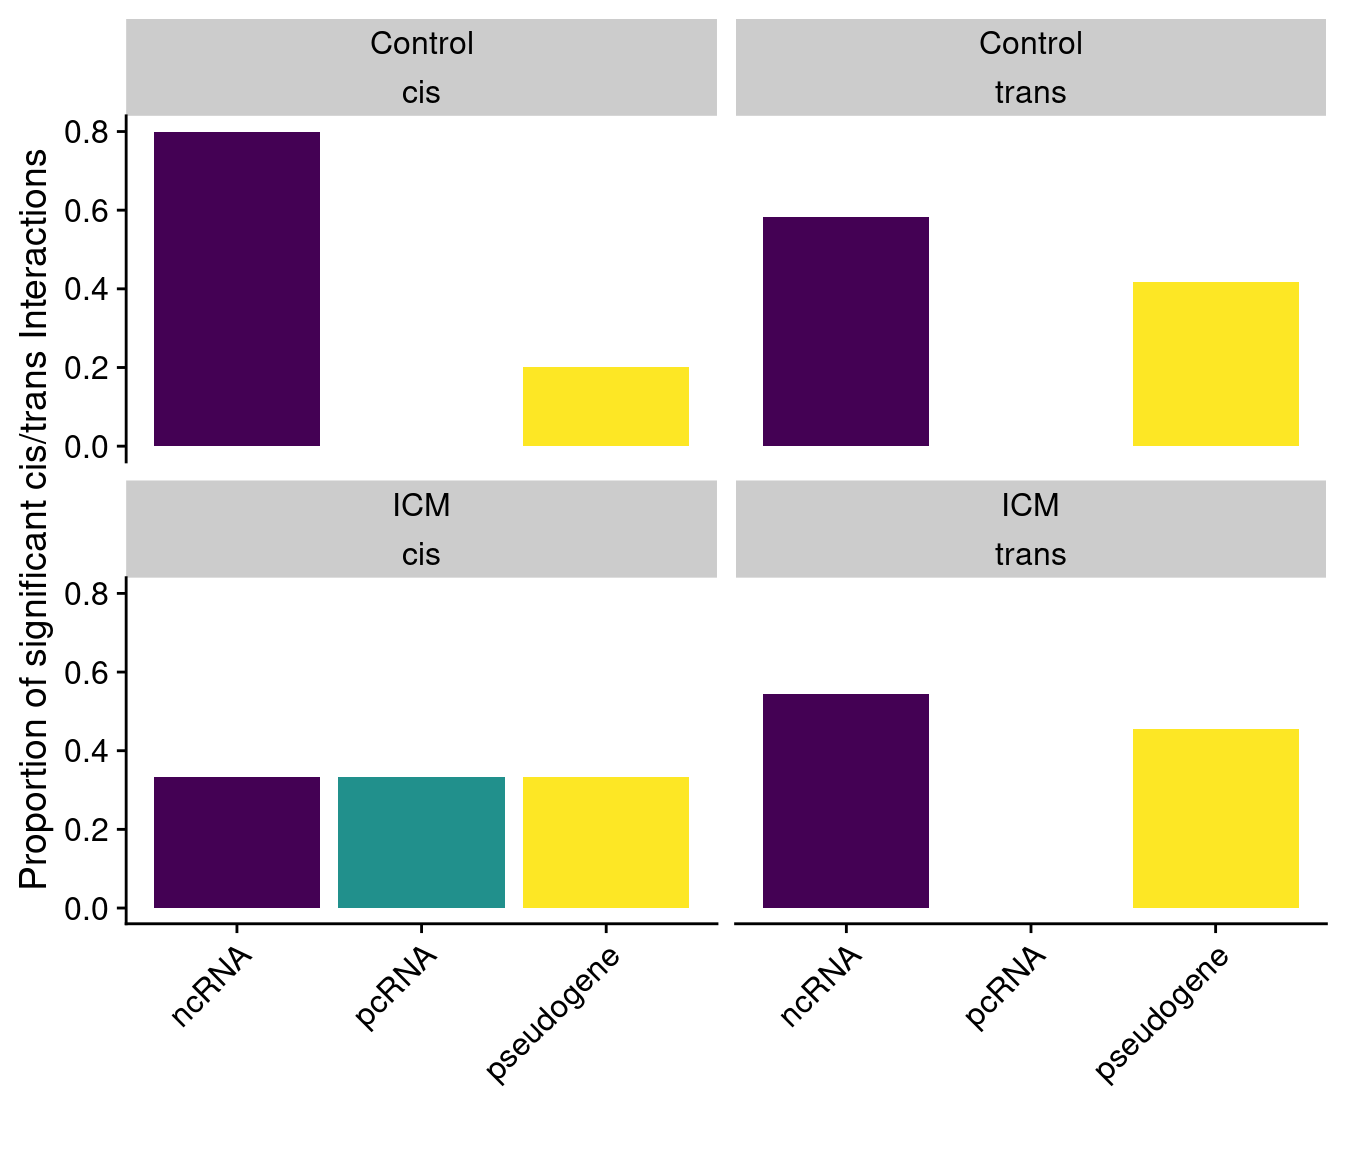 Control
cis
Control
trans
0.8
0.6
0.4
0.2
0.0
ICM
cis
ICM
trans
0.8
0.6
0.4
0.2
0.0
Proportion of significant cis/trans Interactions
ncRNA
pcRNA
pseudogene
ncRNA
pcRNA
pseudogene